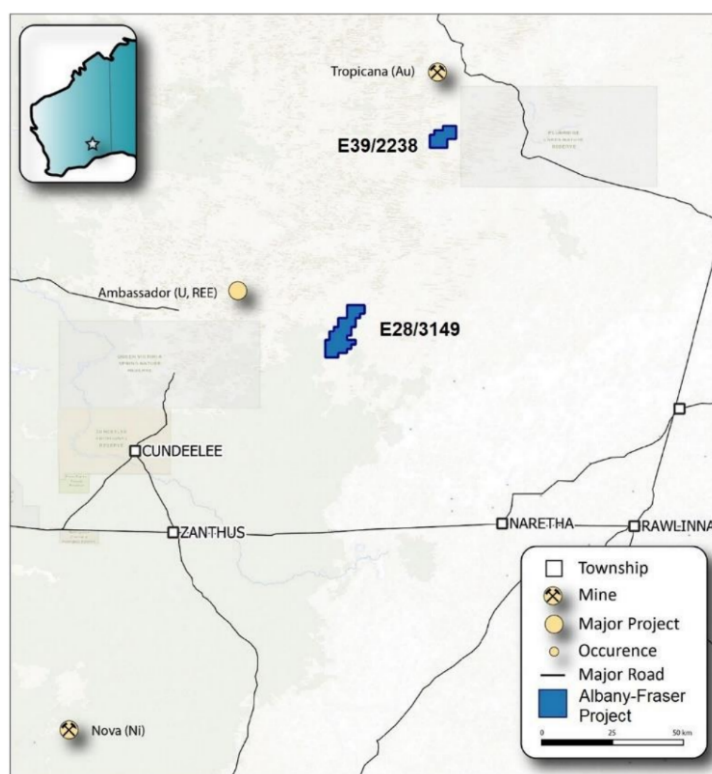 Tropicana (Au)
E39/2238
Ambassador (U, REE)
E28/3149
CUNDEELEE
ZANTHUS
NARETHA
RAWLINNA
Nova (Ni)
Township
Mine
Major Project
Occurence
Major Road
Albany-Fraser
Project
0 25 50 km